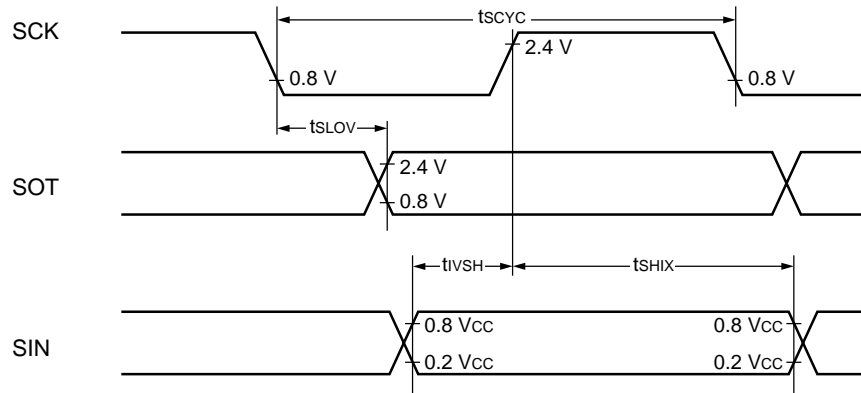 tSCYC
SCK
2.4 V
0.8 V
0.8 V
tSLOV
SOT
2.4 V
0.8 V
tIVSH
tSHIX
SIN
0.8 VCC
0.8 VCC
0.2 VCC
0.2 VCC